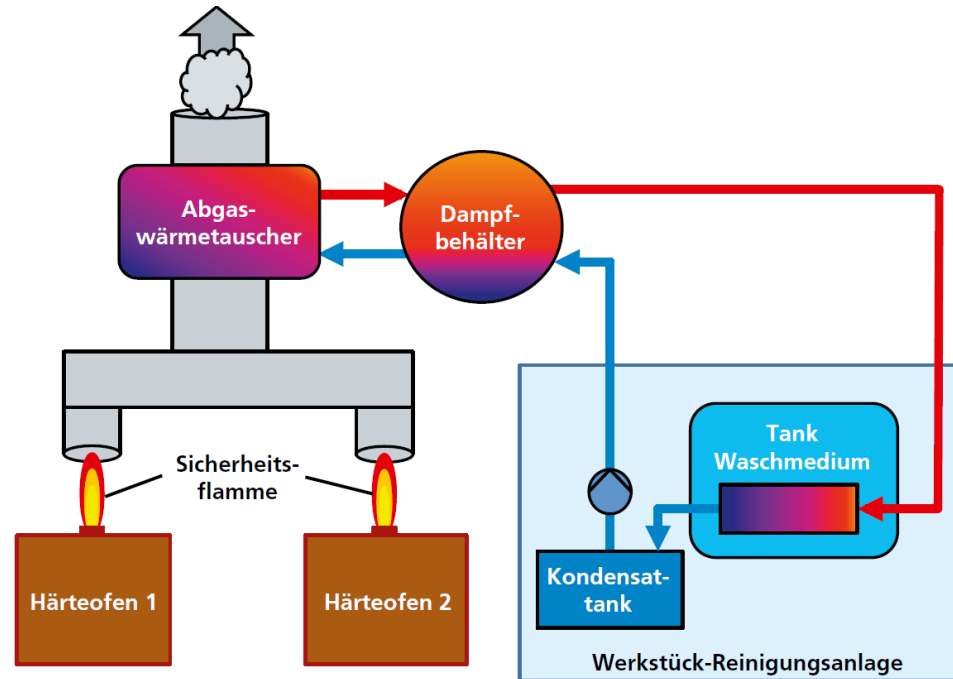 Abgas-
wärmetauscher
Dampf-
behälter
Tank
Waschmedium
Sicherheits-
flamme
Härteofen 1
Härteofen 2
Kondensat-
tank
Werkstück-Reinigungsanlage